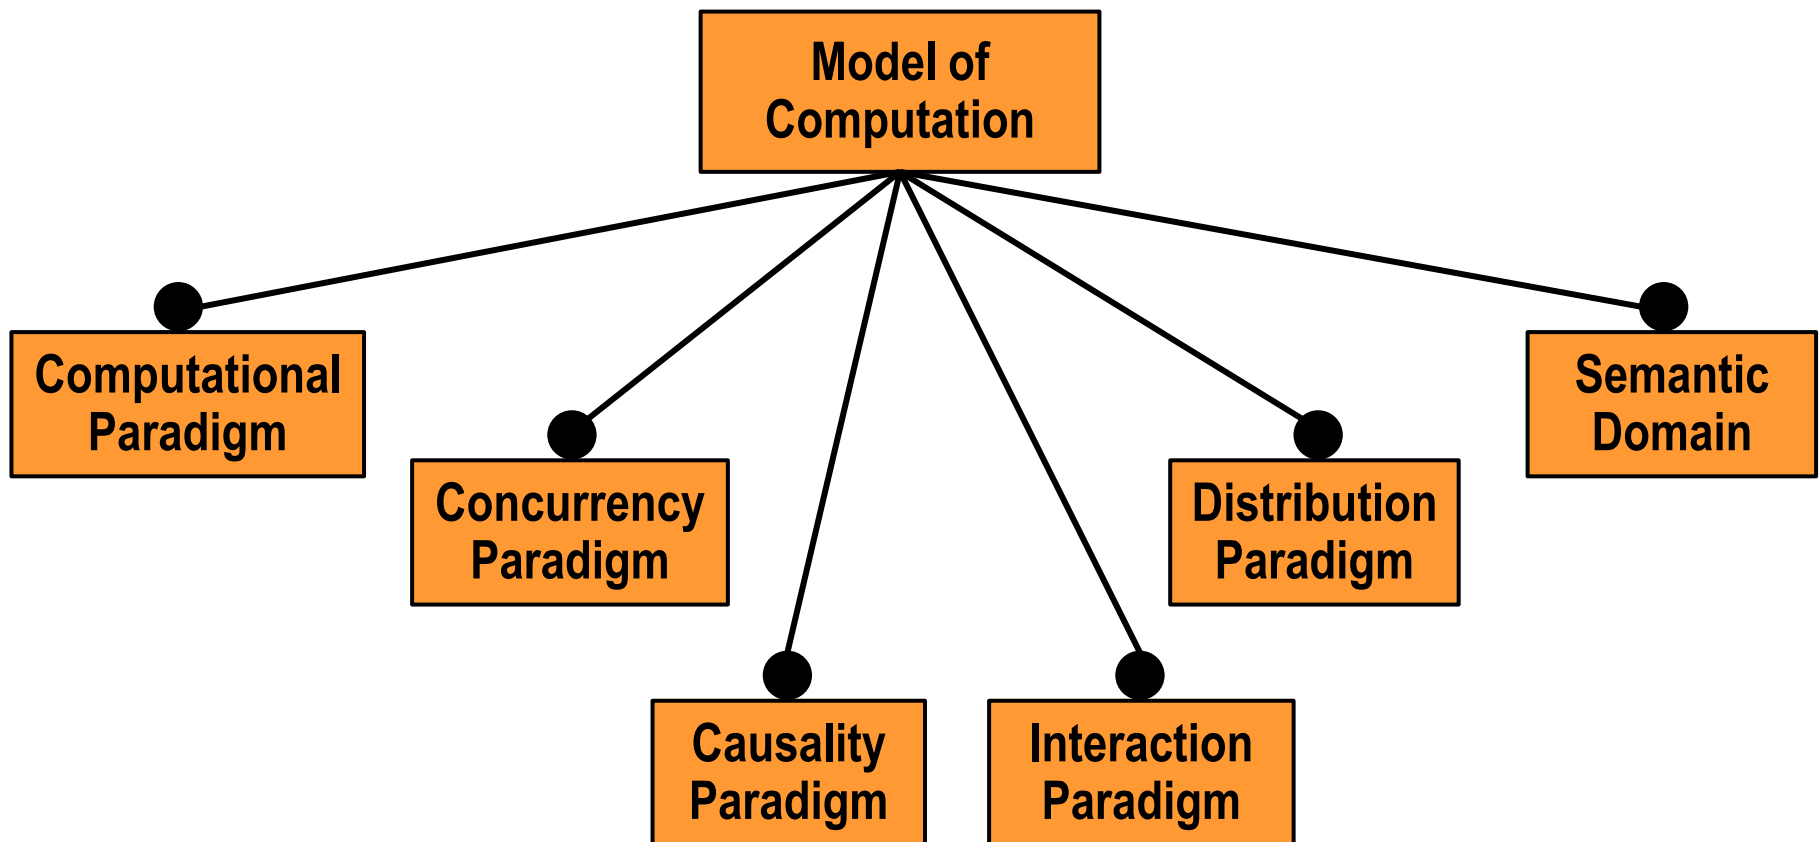 Model of
Computation
Computational
Paradigm
Concurrency
Paradigm
Causality
Paradigm
Interaction
Paradigm
Distribution
Paradigm
Semantic
Domain